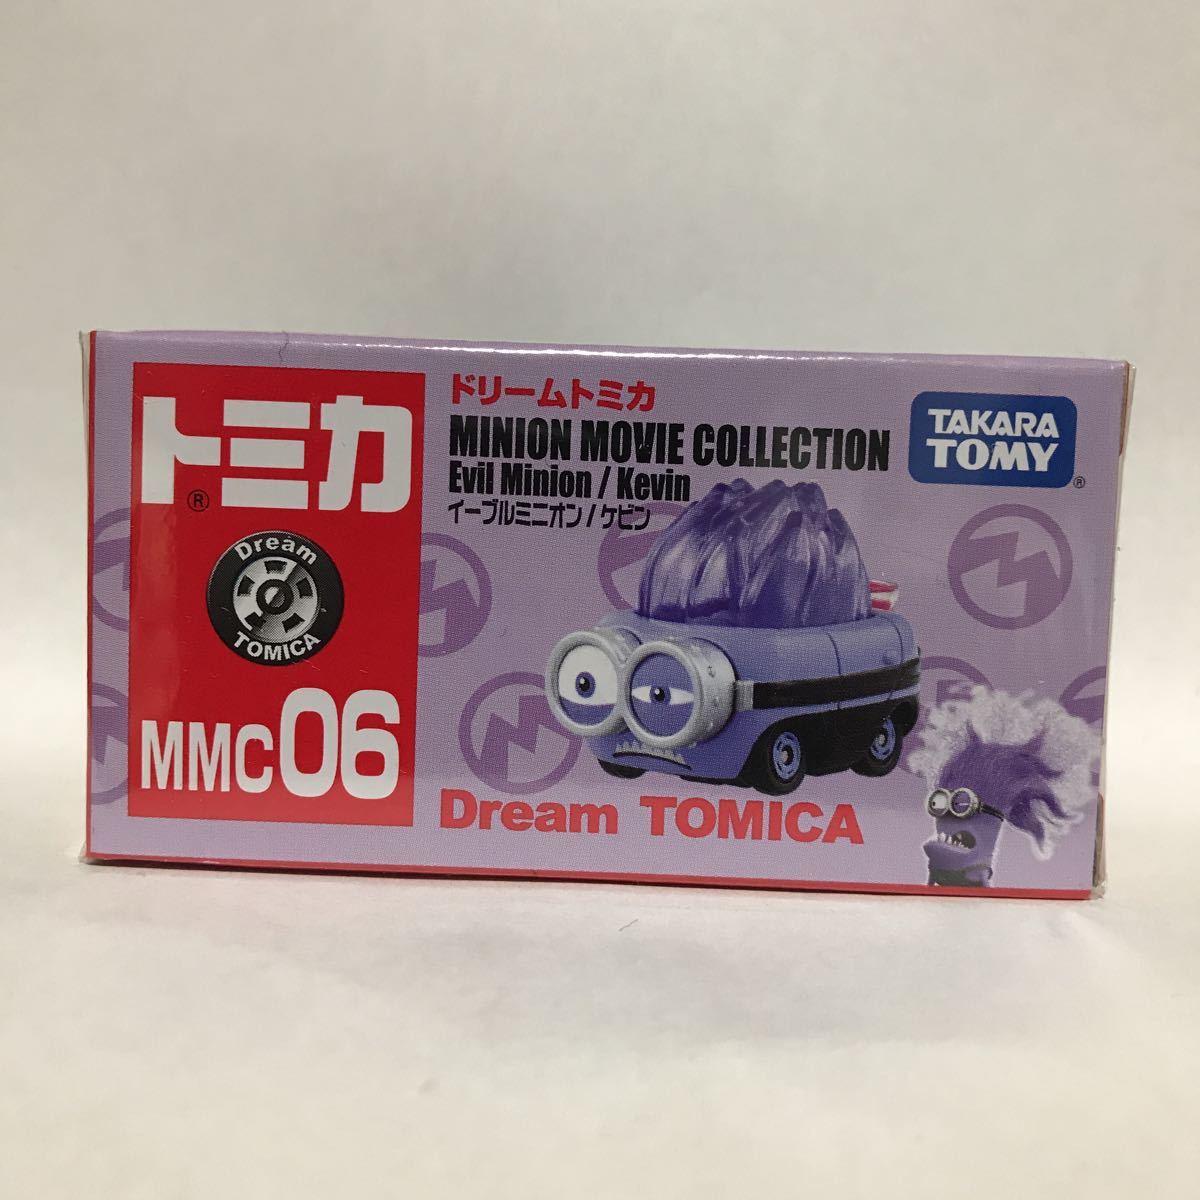 トミカ
®
Dream
TOMICA
MMC06
ドリームトミカ
MINION MOVIE COLLECTION
Evil Minion / Kevin
イーブルミニオン/ケビン
TAKARA
TOMY
®
Dream TOMICA